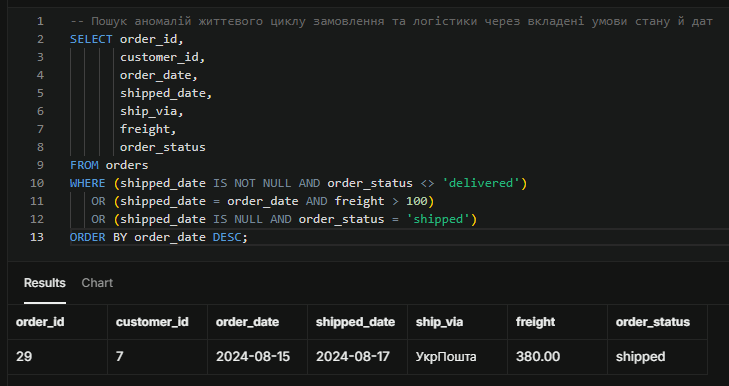 1 -- Пошук аномалій життєвого циклу замовлення та логістики через вкладені умови стану й дат
2 SELECT order_id,
3 customer_id,
4 order_date,
5 shipped_date,
6 ship_via,
7 freight,
8 order_status
9 FROM orders
10 WHERE (shipped_date IS NOT NULL AND order_status <> 'delivered')
11 OR (shipped_date = order_date AND freight > 100)
12 OR (shipped_date IS NULL AND order_status = 'shipped')
13 ORDER BY order_date DESC;
Results Chart
order_id customer_id order_date shipped_date ship_via freight order_status
29 7 2024-08-15 2024-08-17 УкрПошта 380.00 shipped